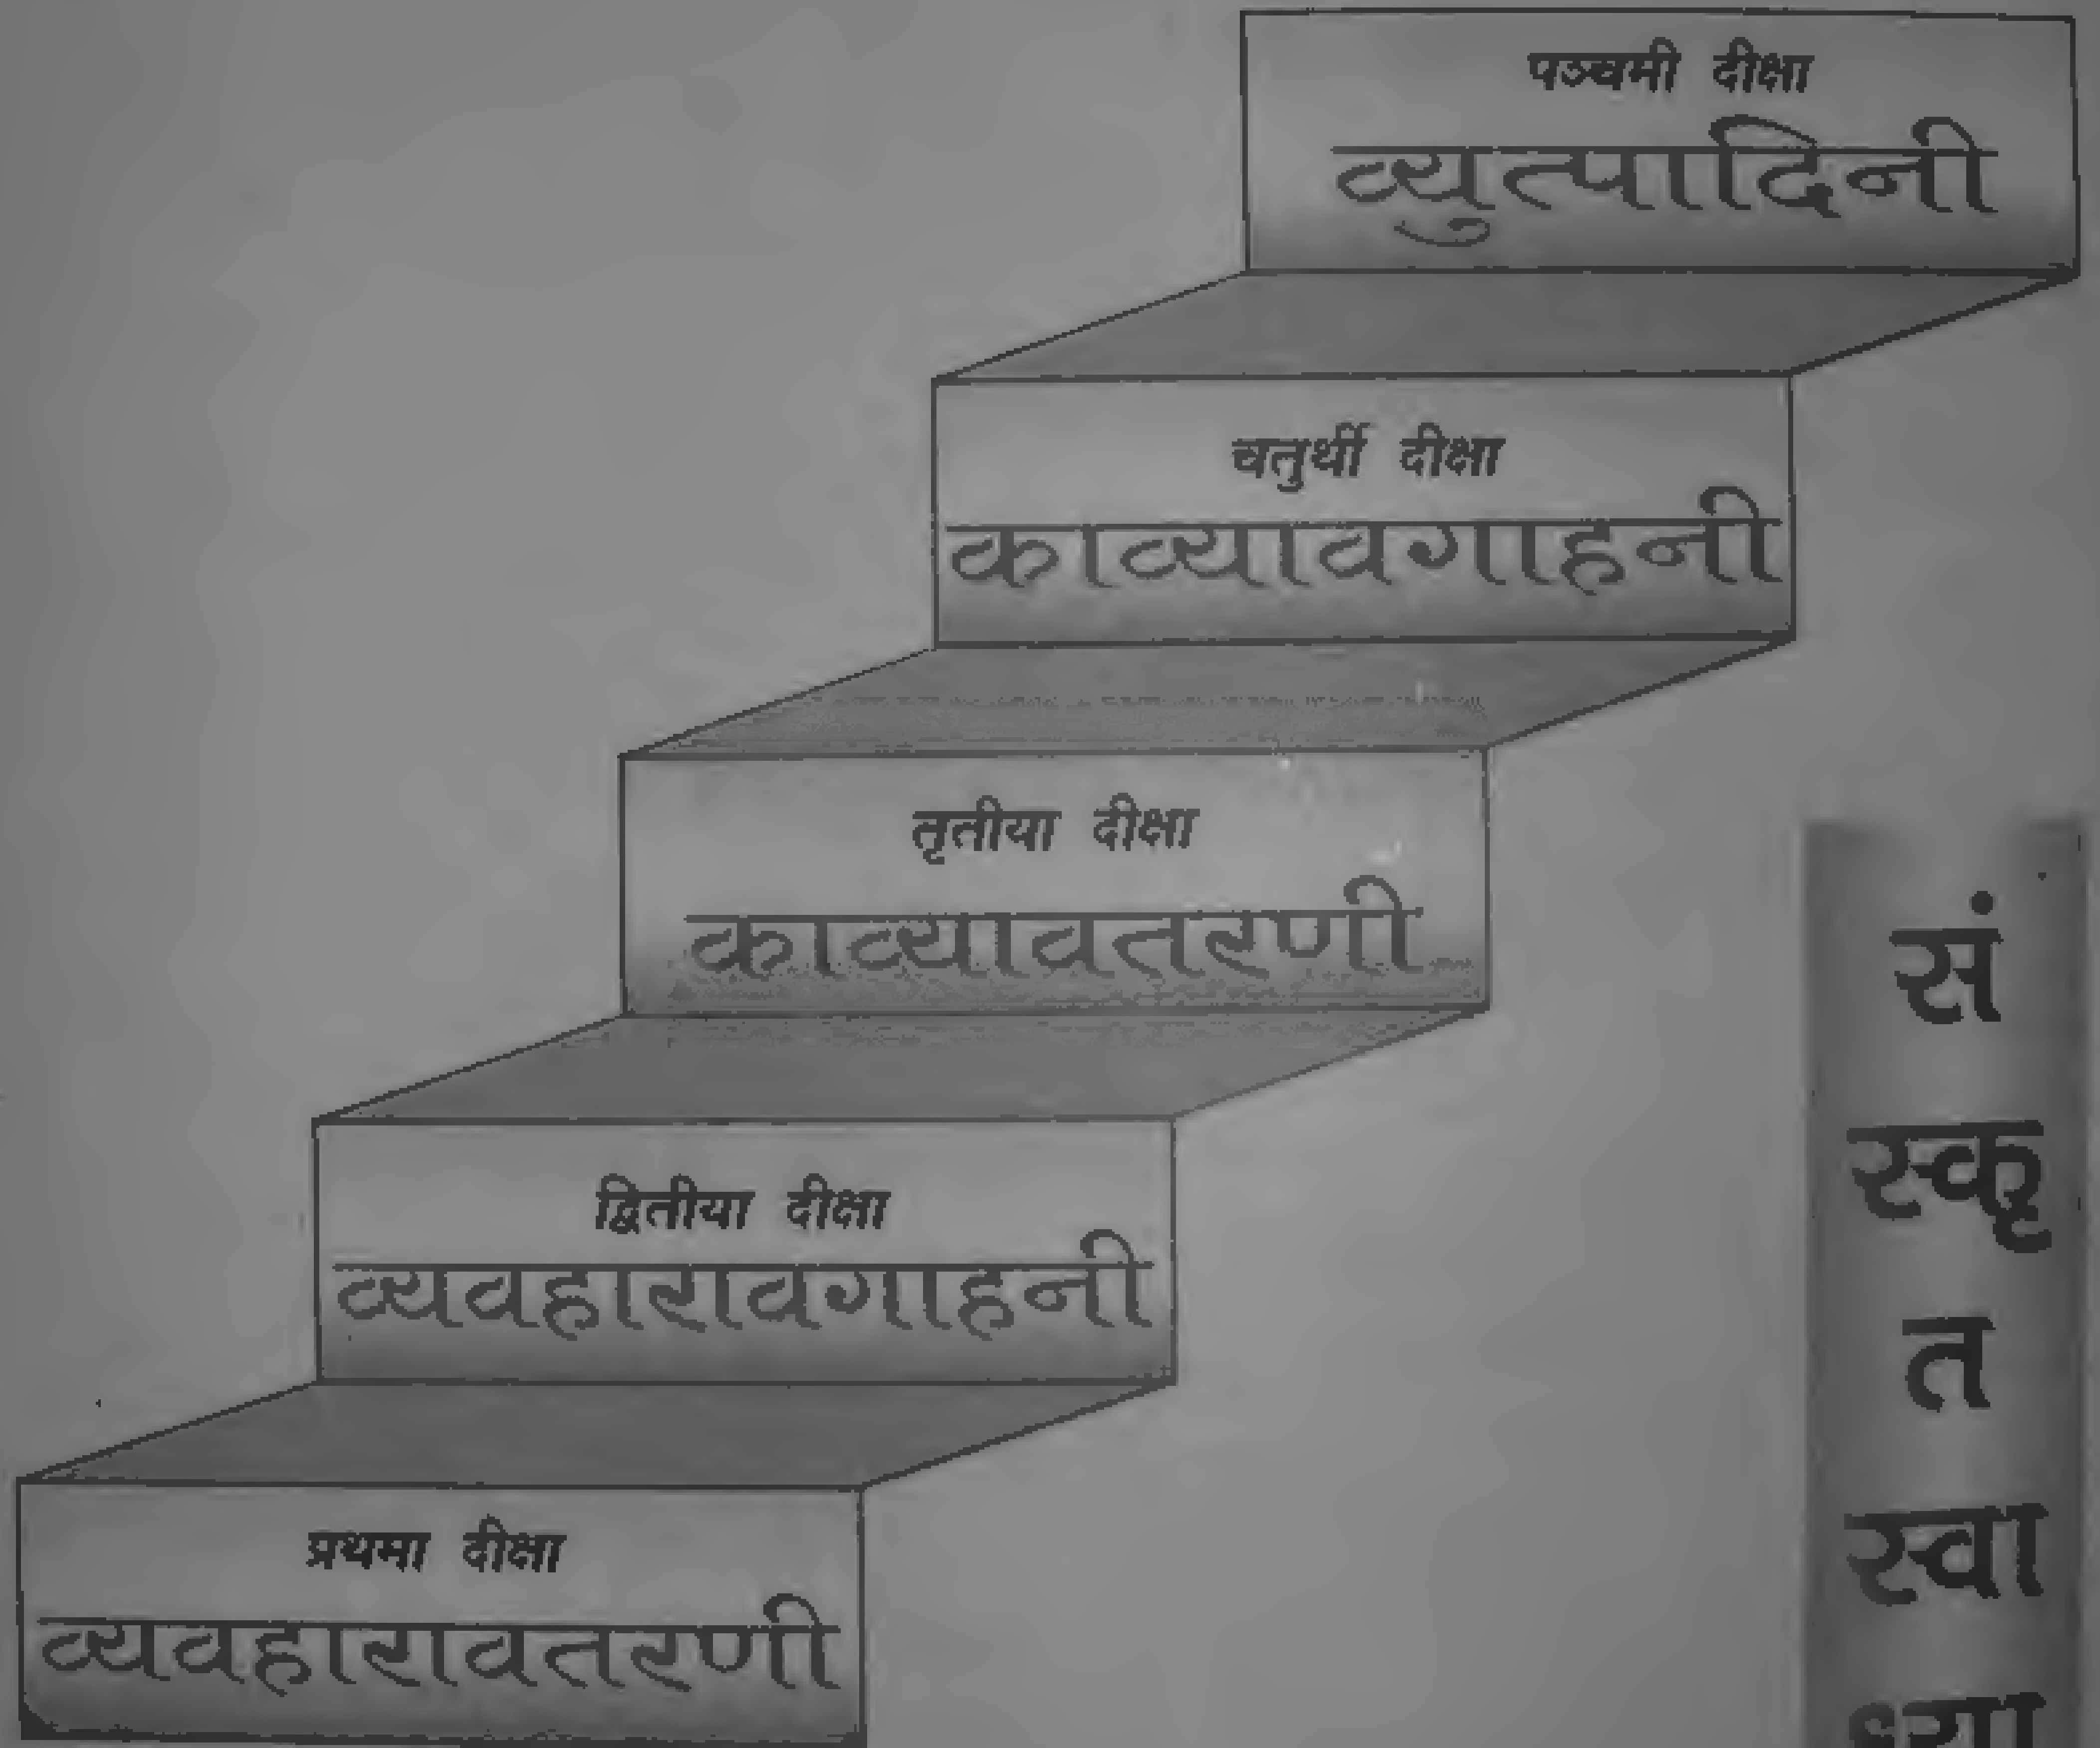 पञ्चमी दीक्षा
व्युत्पादिनी
चतुर्थी दीक्षा
काव्यावगाहनी
तृतीया दीक्षा
काव्यावतरणी
द्वितीया दीक्षा
व्यवहारावगाहनी
प्रथमा दीक्षा
व्यवहारावतरणी
सं
स्कृ
त
स्वा
ध्या